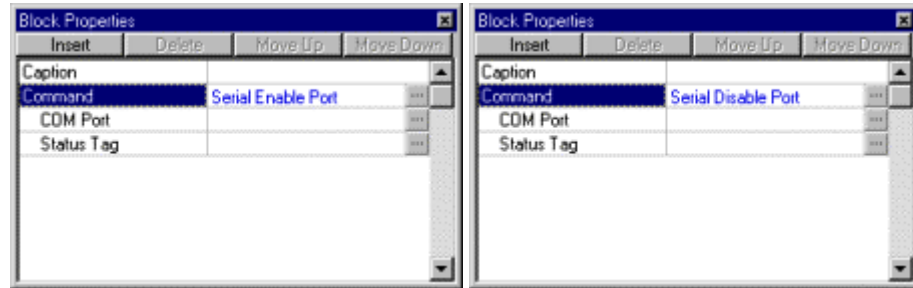 Block Properties
Insert Delete Move Up Move Down
Caption
Command Serial Enable Port ...
COM Port ...
Status Tag ...
Block Properties
Insert Delete Move Up Move Down
Caption
Command Serial Disable Port ...
COM Port ...
Status Tag ...